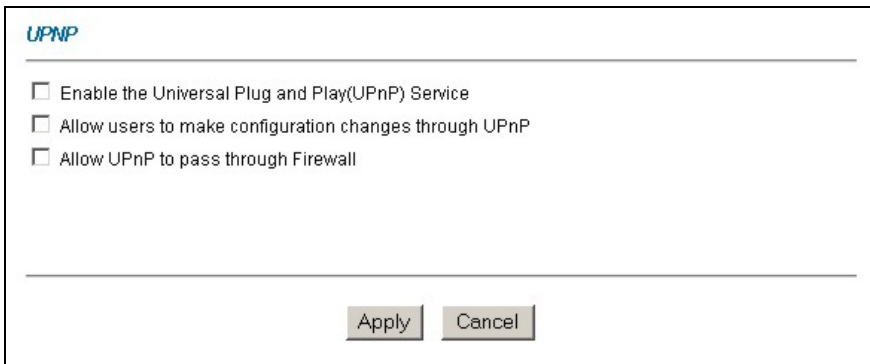 UPNP
Enable the Universal Plug and Play(UPnP) Service
Allow users to make configuration changes through UPnP
Allow UPnP to pass through Firewall
Apply Cancel